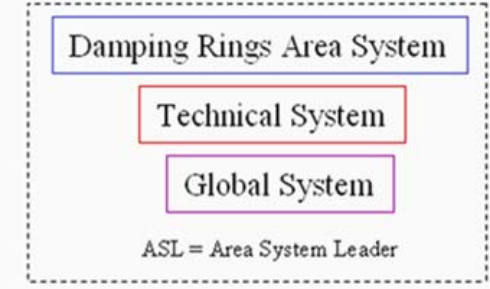 Damping Rings Area System
Technical System
Global System
ASL = Area System Leader